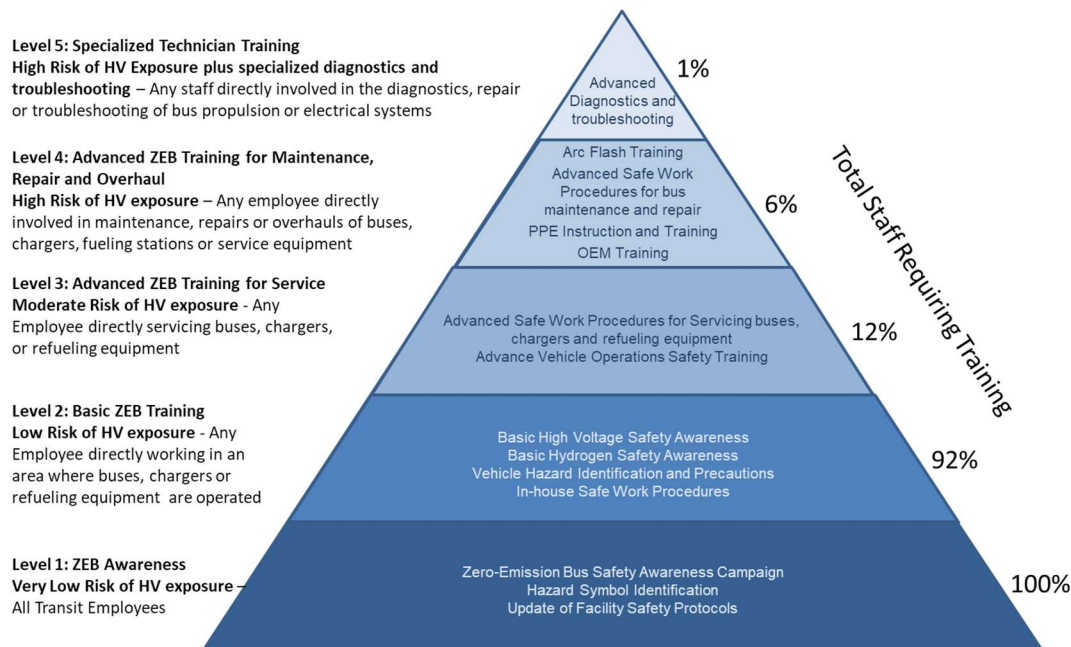 Level 5: Specialized Technician Training
High Risk of HV Exposure plus specialized diagnostics and
troubleshooting – Any staff directly involved in the diagnostics, repair
or troubleshooting of bus propulsion or electrical systems
Advanced
Diagnostics and
troubleshooting
1%
Level 4: Advanced ZEB Training for Maintenance,
Repair and Overhaul
High Risk of HV exposure – Any employee directly
involved in maintenance, repairs or overhauls of buses,
chargers, fueling stations or service equipment
Arc Flash Training
Advanced Safe Work
Procedures for bus
maintenance and repair
PPE Instruction and Training
OEM Training
6%
Level 3: Advanced ZEB Training for Service
Moderate Risk of HV exposure - Any
Employee directly servicing buses, chargers,
or refueling equipment
Advanced Safe Work Procedures for Servicing buses,
chargers and refueling equipment
Advance Vehicle Operations Safety Training
12%
Level 2: Basic ZEB Training
Low Risk of HV exposure - Any
Employee directly working in an
area where buses, chargers or
refueling equipment are operated
Basic High Voltage Safety Awareness
Basic Hydrogen Safety Awareness
Vehicle Hazard Identification and Precautions
In-house Safe Work Procedures
92%
Level 1: ZEB Awareness
Very Low Risk of HV exposure –
All Transit Employees
Zero-Emission Bus Safety Awareness Campaign
Hazard Symbol Identification
Update of Facility Safety Protocols
100%
Total Staff Requiring Training